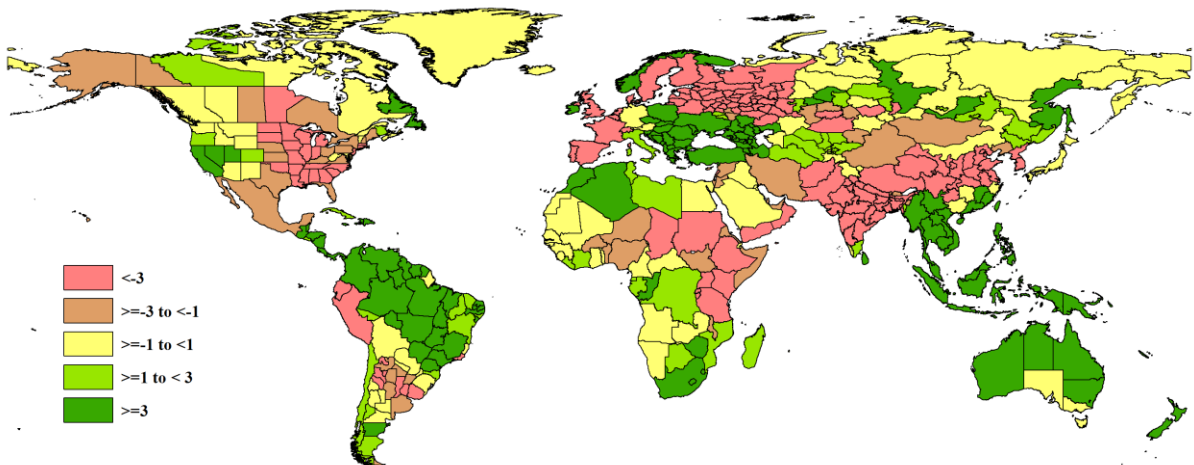 <-3
>=-3 to <-1
>=-1 to <1
>=1 to < 3
>=3